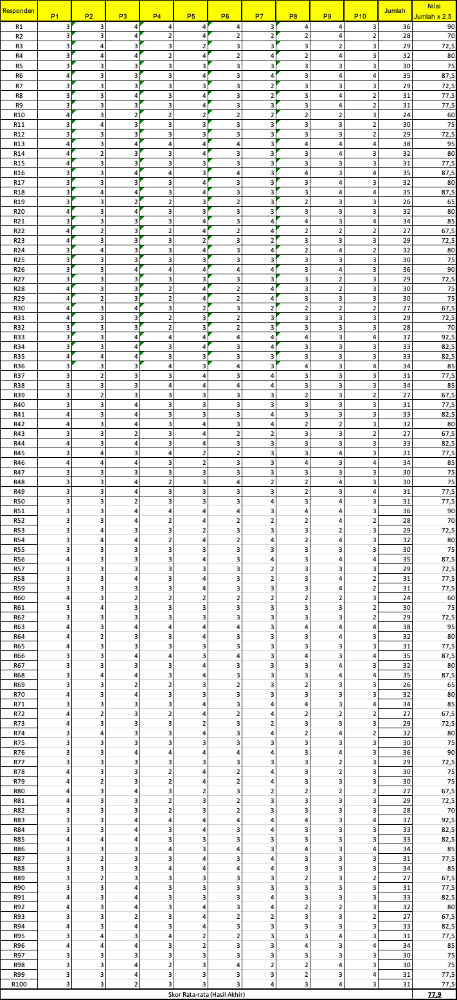 Responden P1 P2 P3 P4 P5 P6 P7 P8 P9 P10 Jumlah Nilai
Jumlah x 2,5
R1 3 3 4 4 4 4 3 4 4 3 36 90
R2 3 3 4 2 4 2 2 2 4 2 28 70
R3 3 4 3 3 2 3 3 3 2 3 29 72,5
R4 3 4 4 2 4 2 4 2 4 3 32 80
R5 3 3 3 3 3 3 3 3 3 3 30 75
R6 4 3 3 3 4 3 4 3 4 4 35 87,5
R7 3 3 3 3 3 3 2 3 3 3 29 72,5
R8 3 3 4 3 4 3 2 3 4 2 31 77,5
R9 3 3 3 3 4 3 3 3 4 2 31 77,5
R10 4 3 2 2 2 2 2 2 2 3 24 60
R11 3 4 3 3 3 3 3 3 3 2 30 75
R12 3 3 3 3 3 3 3 3 3 2 29 72,5
R13 4 3 4 4 4 4 3 4 4 4 38 95
R14 4 2 3 3 4 3 3 3 4 3 32 80
R15 4 3 3 3 3 3 3 3 3 3 31 77,5
R16 3 3 4 4 3 4 3 4 3 4 35 87,5
R17 3 3 3 3 4 3 3 3 4 3 32 80
R18 3 4 4 3 4 3 3 3 4 4 35 87,5
R19 3 3 2 2 3 2 3 2 3 3 26 65
R20 4 3 4 3 3 3 3 3 3 3 32 80
R21 3 3 3 3 4 3 4 4 3 4 34 85
R22 4 2 3 2 4 2 4 2 2 2 27 67,5
R23 4 3 3 3 2 3 2 3 3 3 29 72,5
R24 3 4 3 3 4 3 4 2 4 2 32 80
R25 3 3 3 3 3 3 3 3 3 3 30 75
R26 3 3 4 4 4 4 4 3 4 3 36 90
R27 3 3 3 3 3 3 3 3 2 3 29 72,5
R28 4 3 3 2 4 2 4 3 2 3 30 75
R29 4 2 3 2 4 2 4 3 3 3 30 75
R30 4 3 4 3 2 3 2 2 2 2 27 67,5
R31 4 3 3 2 3 2 3 3 3 3 29 72,5
R32 3 3 3 2 3 2 3 3 3 3 28 70
R33 3 3 4 4 4 4 4 4 3 4 37 92,5
R34 3 3 4 3 4 3 4 3 3 3 33 82,5
R35 4 4 4 3 3 3 3 3 3 3 33 82,5
R36 3 3 3 4 3 4 3 4 3 4 34 85
R37 3 2 3 3 4 3 4 3 3 3 31 77,5
R38 3 3 3 4 4 4 4 3 3 3 34 85
R39 3 2 3 3 3 3 3 2 3 2 27 67,5
R40 3 3 4 3 3 3 3 3 3 3 31 77,5
R41 4 3 4 3 3 3 4 3 3 3 33 82,5
R42 4 3 4 3 4 3 4 2 2 3 32 80
R43 3 3 2 3 4 2 2 3 3 2 27 67,5
R44 4 3 4 3 4 3 3 3 3 3 33 82,5
R45 3 4 3 4 2 2 3 3 4 3 31 77,5
R46 4 4 4 3 2 3 3 4 3 4 34 85
R47 3 3 3 3 3 3 3 3 3 3 30 75
R48 3 3 4 2 3 4 2 2 4 3 30 75
R49 3 3 4 3 3 3 3 2 3 4 31 77,5
R50 3 3 2 3 3 3 4 3 4 3 31 77,5
R51 3 3 4 4 4 4 3 4 4 3 36 90
R52 3 3 4 2 4 2 2 2 4 2 28 70
R53 3 4 3 3 2 3 3 3 2 3 29 72,5
R54 3 4 4 2 4 2 4 2 4 3 32 80
R55 3 3 3 3 3 3 3 3 3 3 30 75
R56 4 3 3 3 4 3 4 3 4 4 35 87,5
R57 3 3 3 3 3 3 2 3 3 3 29 72,5
R58 3 3 4 3 4 3 2 3 4 2 31 77,5
R59 3 3 3 3 4 3 3 3 4 2 31 77,5
R60 4 3 2 2 2 2 2 2 2 3 24 60
R61 3 4 3 3 3 3 3 3 3 2 30 75
R62 3 3 3 3 3 3 3 3 3 2 29 72,5
R63 4 3 4 4 4 4 3 4 4 4 38 95
R64 4 2 3 3 4 3 3 3 4 3 32 80
R65 4 3 3 3 3 3 3 3 3 3 31 77,5
R66 3 3 4 4 3 4 3 4 3 4 35 87,5
R67 3 3 3 3 4 3 3 3 4 3 32 80
R68 3 4 4 3 4 3 3 3 4 4 35 87,5
R69 3 3 2 2 3 2 3 2 3 3 26 65
R70 4 3 4 3 3 3 3 3 3 3 32 80
R71 3 3 3 3 4 3 4 4 3 4 34 85
R72 4 2 3 2 4 2 4 2 2 2 27 67,5
R73 4 3 3 3 2 3 2 3 3 3 29 72,5
R74 3 4 3 3 4 3 4 2 4 2 32 80
R75 3 3 3 3 3 3 3 3 3 3 30 75
R76 3 3 4 4 4 4 4 3 4 3 36 90
R77 3 3 3 3 3 3 3 3 2 3 29 72,5
R78 4 3 3 2 4 2 4 3 2 3 30 75
R79 4 2 3 2 4 2 4 3 3 3 30 75
R80 4 3 4 3 2 3 2 2 2 2 27 67,5
R81 4 3 3 2 3 2 3 3 3 3 29 72,5
R82 3 3 3 2 3 2 3 3 3 3 28 70
R83 3 3 4 4 4 4 4 4 3 4 37 92,5
R84 3 3 4 3 4 3 4 3 3 3 33 82,5
R85 4 4 4 3 3 3 3 3 3 3 33 82,5
R86 3 3 3 4 3 4 3 4 3 4 34 85
R87 3 2 3 3 4 3 4 3 3 3 31 77,5
R88 3 3 3 4 4 4 4 3 3 3 34 85
R89 3 2 3 3 3 3 3 2 3 2 27 67,5
R90 3 3 4 3 3 3 3 3 3 3 31 77,5
R91 4 3 4 3 3 3 4 3 3 3 33 82,5
R92 4 3 4 3 4 3 4 2 2 3 32 80
R93 3 3 2 3 4 2 2 3 3 2 27 67,5
R94 4 3 4 3 4 3 3 3 3 3 33 82,5
R95 3 4 3 4 2 2 3 3 4 3 31 77,5
R96 4 4 4 3 2 3 3 4 3 4 34 85
R97 3 3 3 3 3 3 3 3 3 3 30 75
R98 3 3 4 2 3 4 2 2 4 3 30 75
R99 3 3 4 3 3 3 3 2 3 4 31 77,5
R100 3 3 2 3 3 3 4 3 4 3 31 77,5
Skor Rata-rata (Hasil Akhir) 77,9